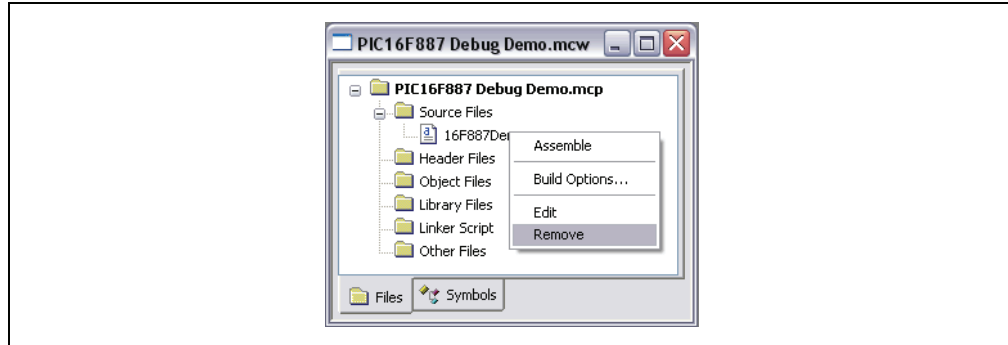 PIC16F887 Debug Demo.mcw
PIC16F887 Debug Demo.mcp
Source Files
Assemble
Header Files
Object Files
Build Options...
Library Files
Edit
Linker Script
Remove
Other Files
Files
Symbols